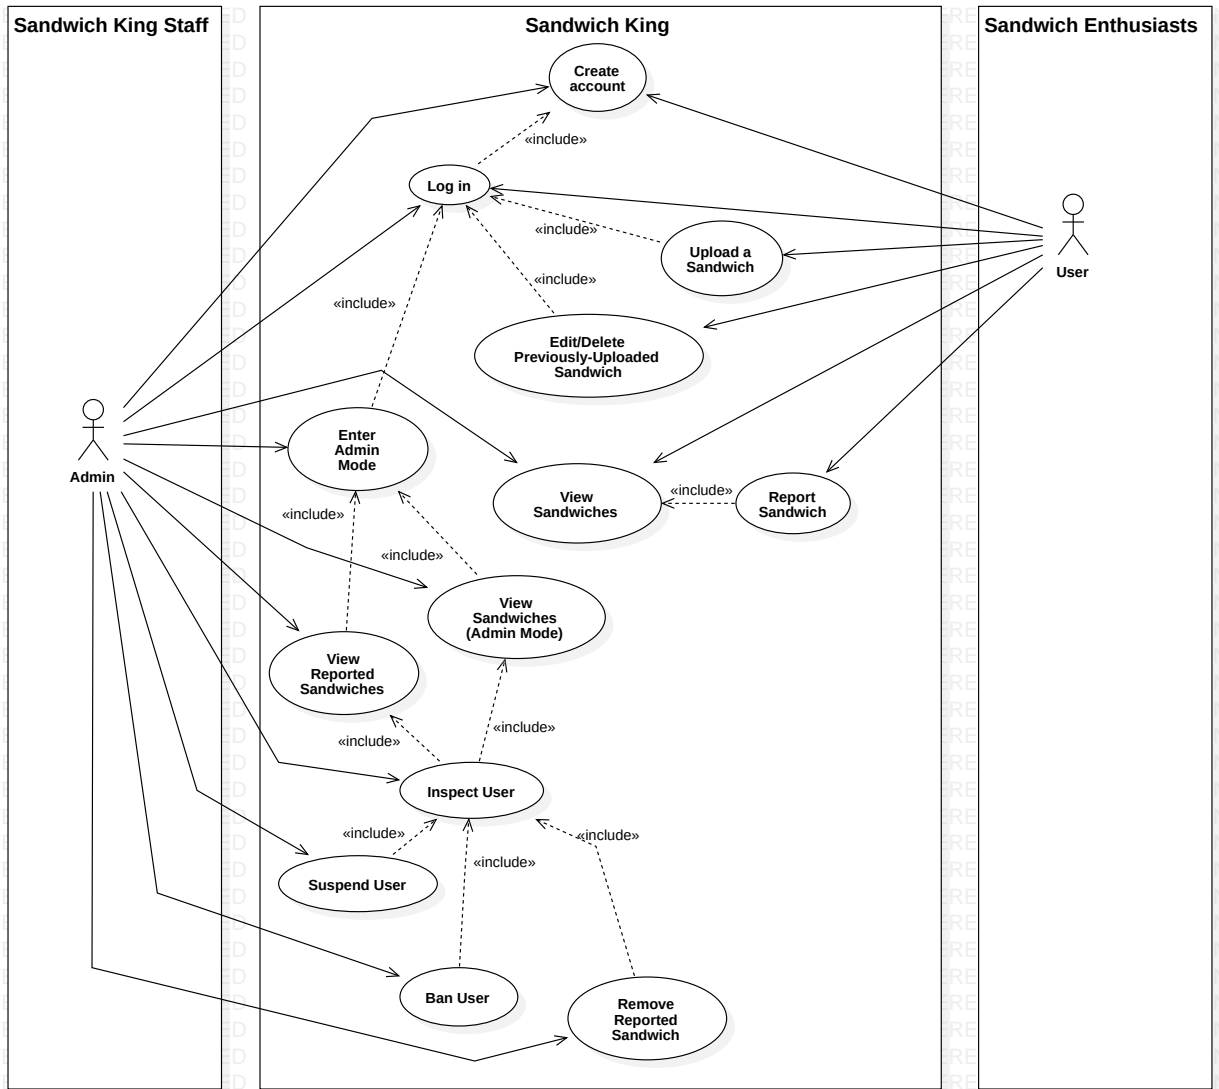 Sandwich King Staff
Sandwich King
Sandwich Enthusiasts
Create
account
«include»
Log in
«include»
Upload a
Sandwich
User
«include»
«include»
Edit/Delete
Previously-Uploaded
Sandwich
Admin
Enter
Admin
Mode
View
Sandwiches
«include»
Report
Sandwich
«include»
«include»
View
Sandwiches
(Admin Mode)
View
Reported
Sandwiches
«include»
«include»
Inspect User
«include»
«include»
«include»
Suspend User
Ban User
Remove
Reported
Sandwich